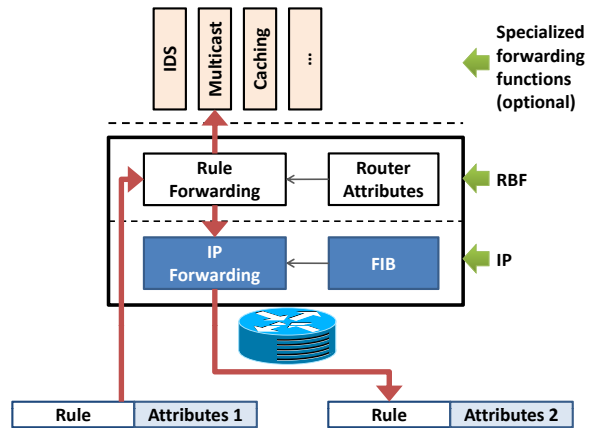 IDS
Multicast
Caching
...
Specialized
forwarding
functions
(optional)
Rule
Forwarding
Router
Attributes
RBF
IP
Forwarding
FIB
IP
Rule
Attributes 1
Rule
Attributes 2